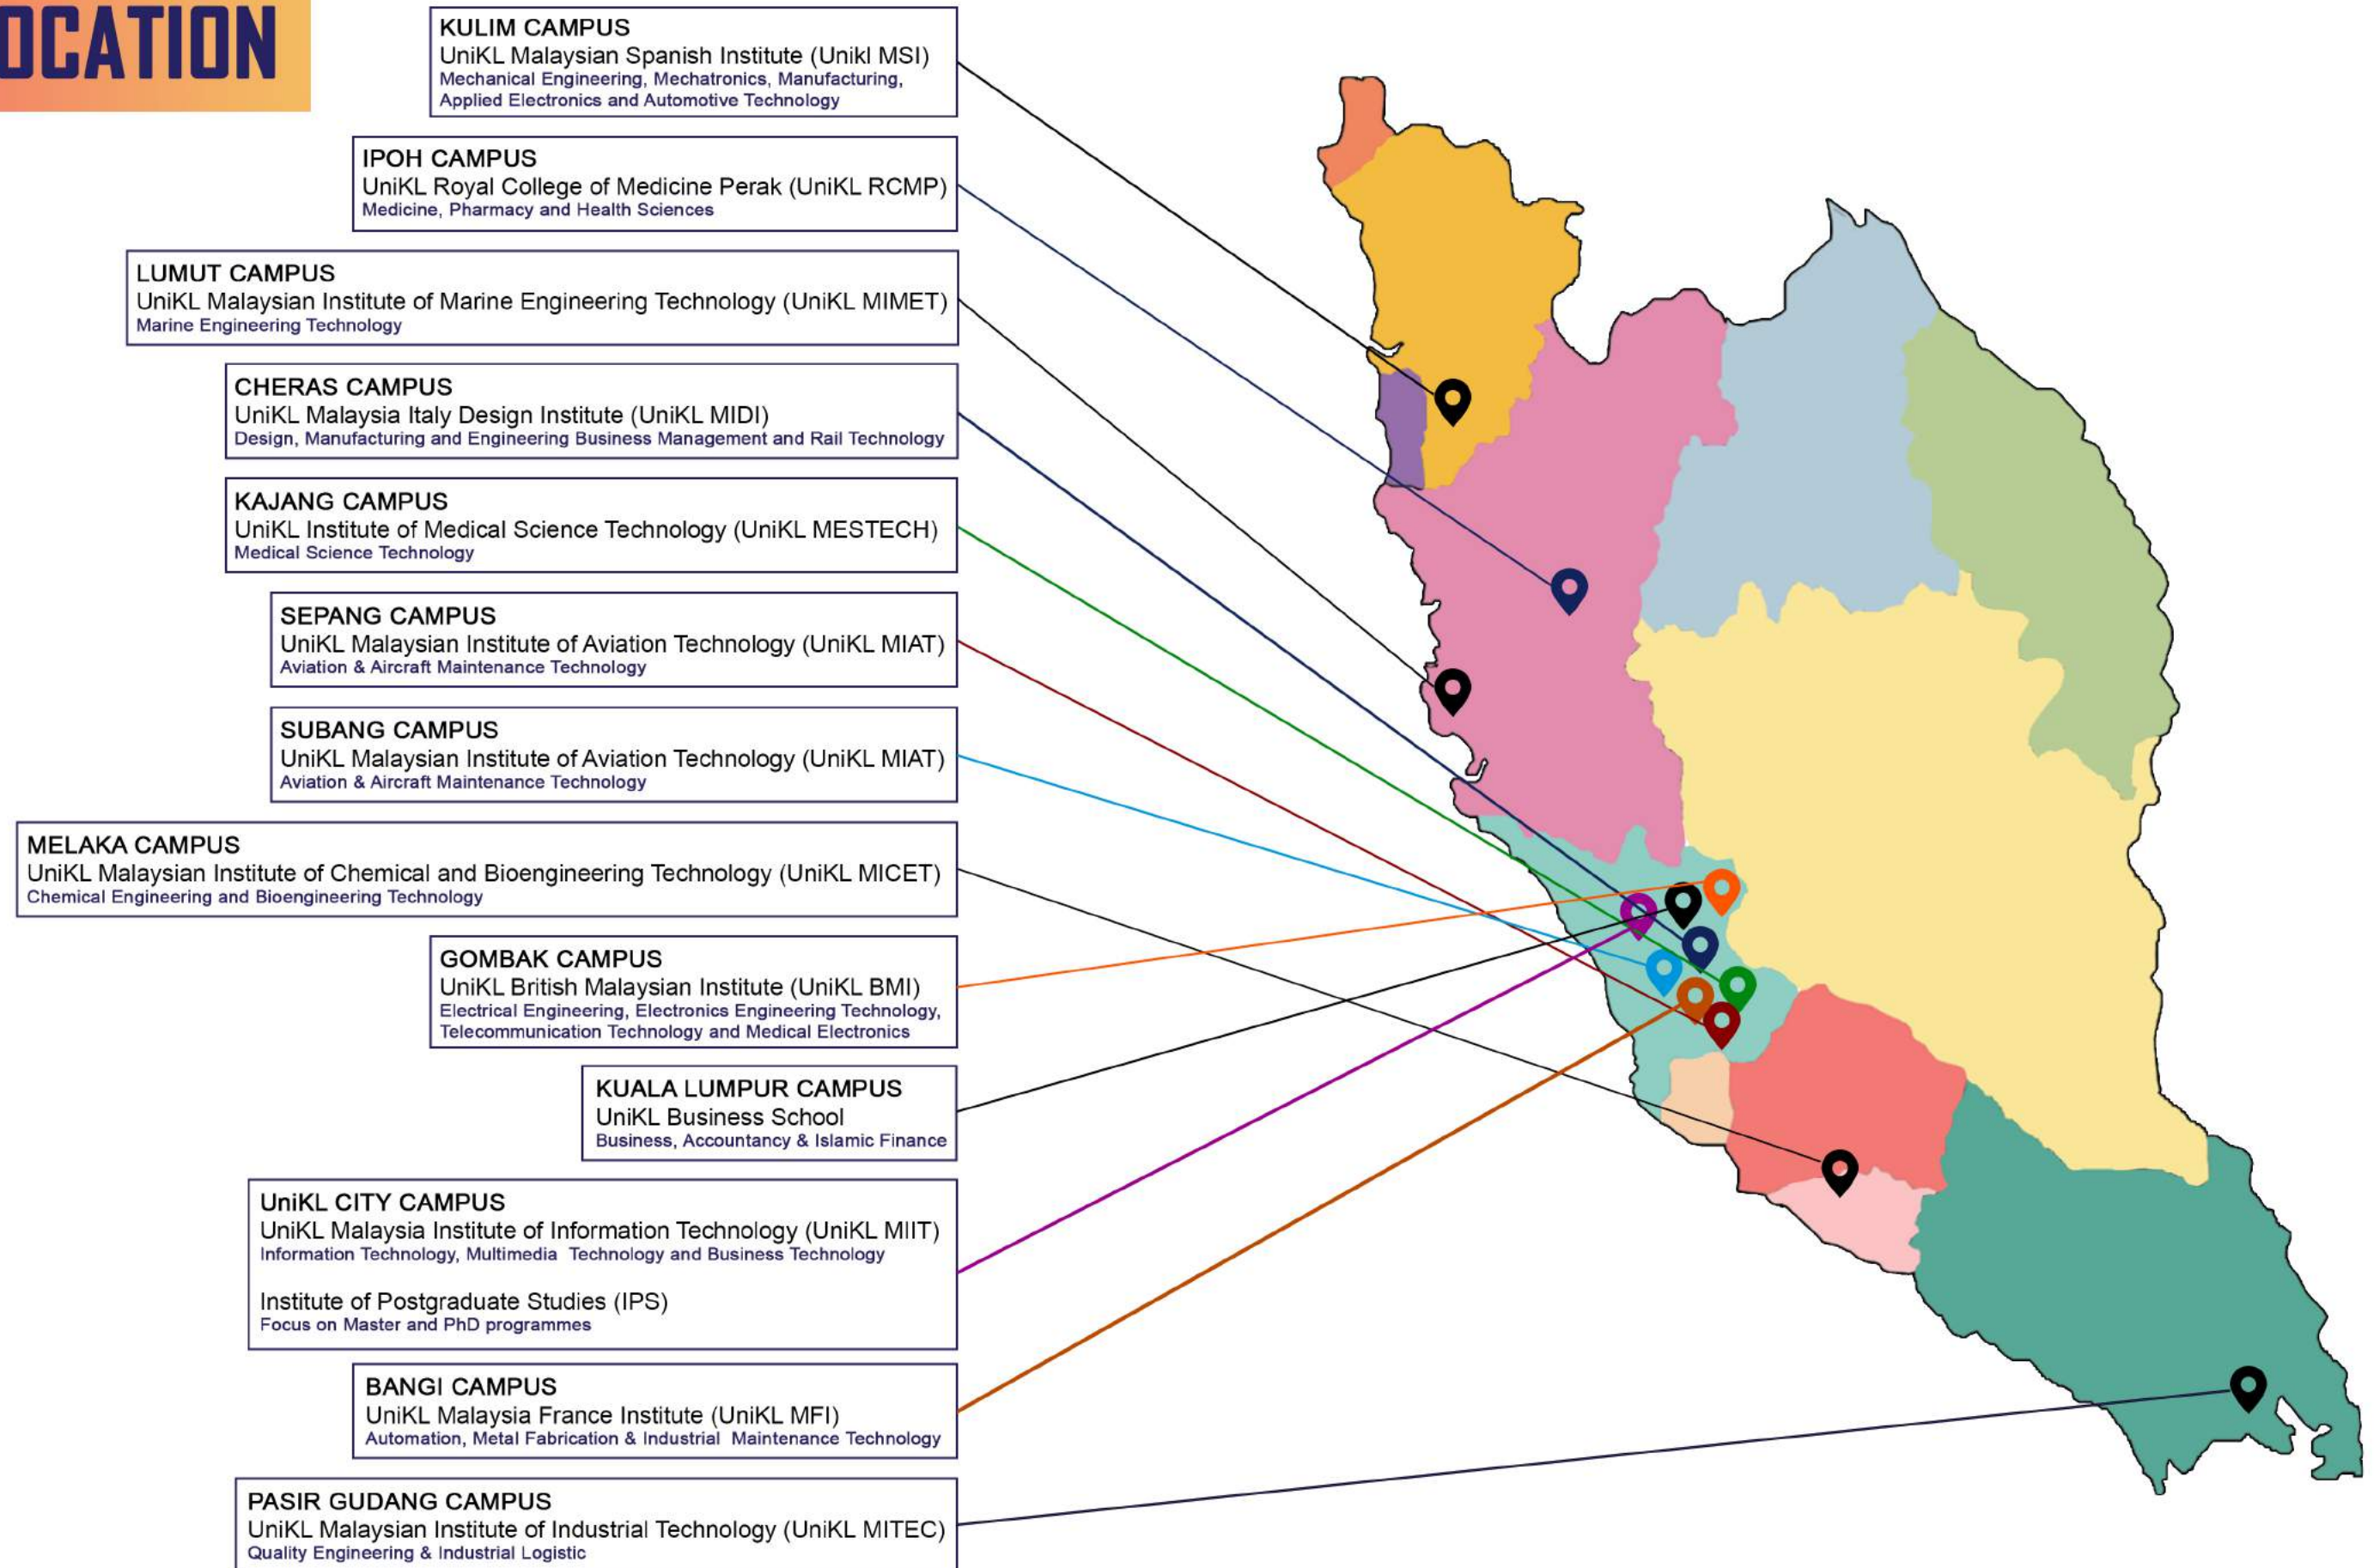 OCATION
KULIM CAMPUS
UniKL Malaysian Spanish Institute (Unikl MSI)
Mechanical Engineering, Mechatronics, Manufacturing,
Applied Electronics and Automotive Technology
IPOH CAMPUS
UniKL Royal College of Medicine Perak (UniKL RCMP)
Medicine, Pharmacy and Health Sciences
LUMUT CAMPUS
UniKL Malaysian Institute of Marine Engineering Technology (UniKL MIMET)
Marine Engineering Technology
CHERAS CAMPUS
UniKL Malaysia Italy Design Institute (UniKL MIDI)
Design, Manufacturing and Engineering Business Management and Rail Technology
KAJANG CAMPUS
UniKL Institute of Medical Science Technology (UniKL MESTECH)
Medical Science Technology
SEPANG CAMPUS
UniKL Malaysian Institute of Aviation Technology (UniKL MIAT)
Aviation & Aircraft Maintenance Technology
SUBANG CAMPUS
UniKL Malaysian Institute of Aviation Technology (UniKL MIAT)
Aviation & Aircraft Maintenance Technology
MELAKA CAMPUS
UniKL Malaysian Institute of Chemical and Bioengineering Technology (UniKL MICET)
Chemical Engineering and Bioengineering Technology
GOMBAK CAMPUS
UniKL British Malaysian Institute (UniKL BMI)
Electrical Engineering, Electronics Engineering Technology,
Telecommunication Technology and Medical Electronics
KUALA LUMPUR CAMPUS
UniKL Business School
Business, Accountancy & Islamic Finance
UniKL CITY CAMPUS
UniKL Malaysia Institute of Information Technology (UniKL MIIT)
Information Technology, Multimedia Technology and Business Technology
Institute of Postgraduate Studies (IPS)
Focus on Master and PhD programmes
BANGI CAMPUS
UniKL Malaysia France Institute (UniKL MFI)
Automation, Metal Fabrication & Industrial Maintenance Technology
PASIR GUDANG CAMPUS
UniKL Malaysian Institute of Industrial Technology (UniKL MITEC)
Quality Engineering & Industrial Logistic